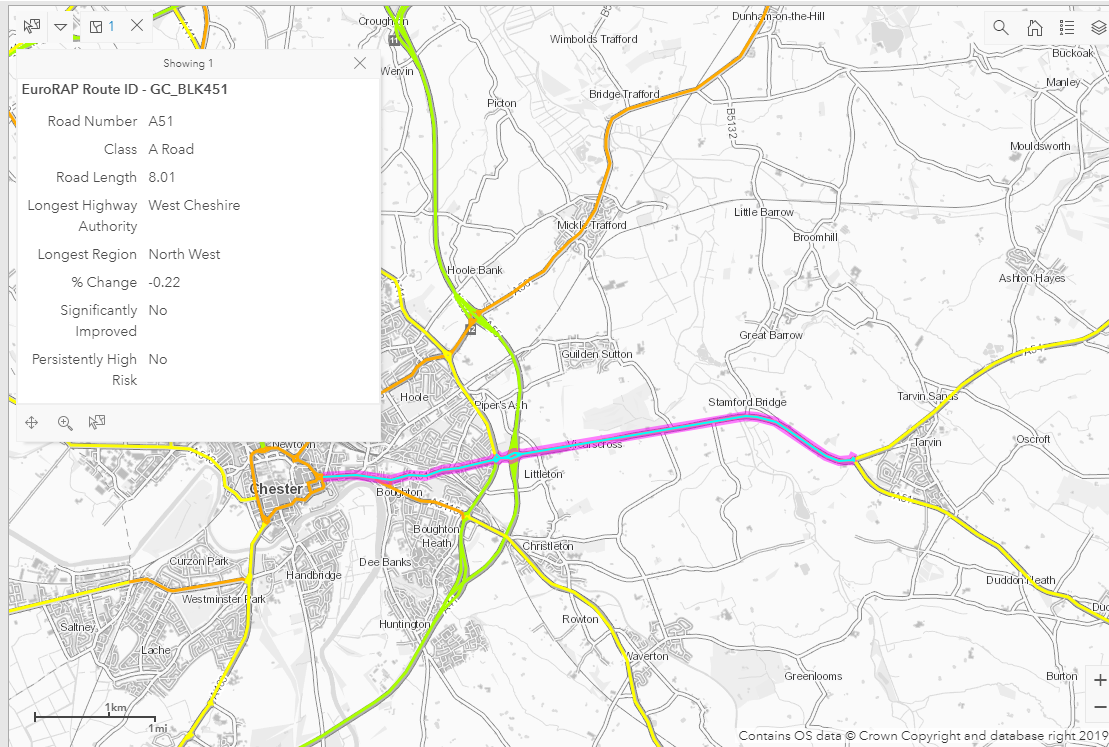 1
Showing 1
EuroRAP Route ID - GC_BLK451
Road Number A51
Class A Road
Road Length 8.01
Longest Highway Authority West Cheshire
Longest Region North West
% Change -0.22
Significantly Improved No
Persistently High Risk No
Croughton
Dunham-on-the-Hill
Wimbolds Trafford
Buckoak
Wervin
Manley
Bridge Trafford
Picton
B5132
Mouldsworth
Little Barrow
Mickle Trafford
Broomhill
Hoole Bank
Ashton Hayes
Great Barrow
Guilden Sutton
Hoole
Piper's Ash
Stamford Bridge
Tarvin Sands
Vicarscross
Tarvin
Oscroft
Newtown
Littleton
Chester
Boughton
A51
Boughton Heath
Christleton
Curzon Park
Dee Banks
Handbridge
Duddon Heath
Westminster Park
Saltney
Huntington
Rowton
Lache
Waverton
Greenlooms
Burton
1km
1mi
Contains OS data © Crown Copyright and database right 2019